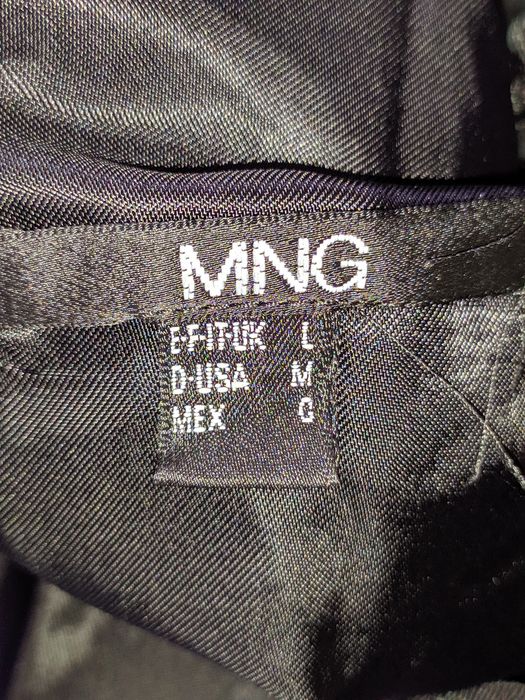 MNG
E-F-IT-UK L
D-USA M
MEX G